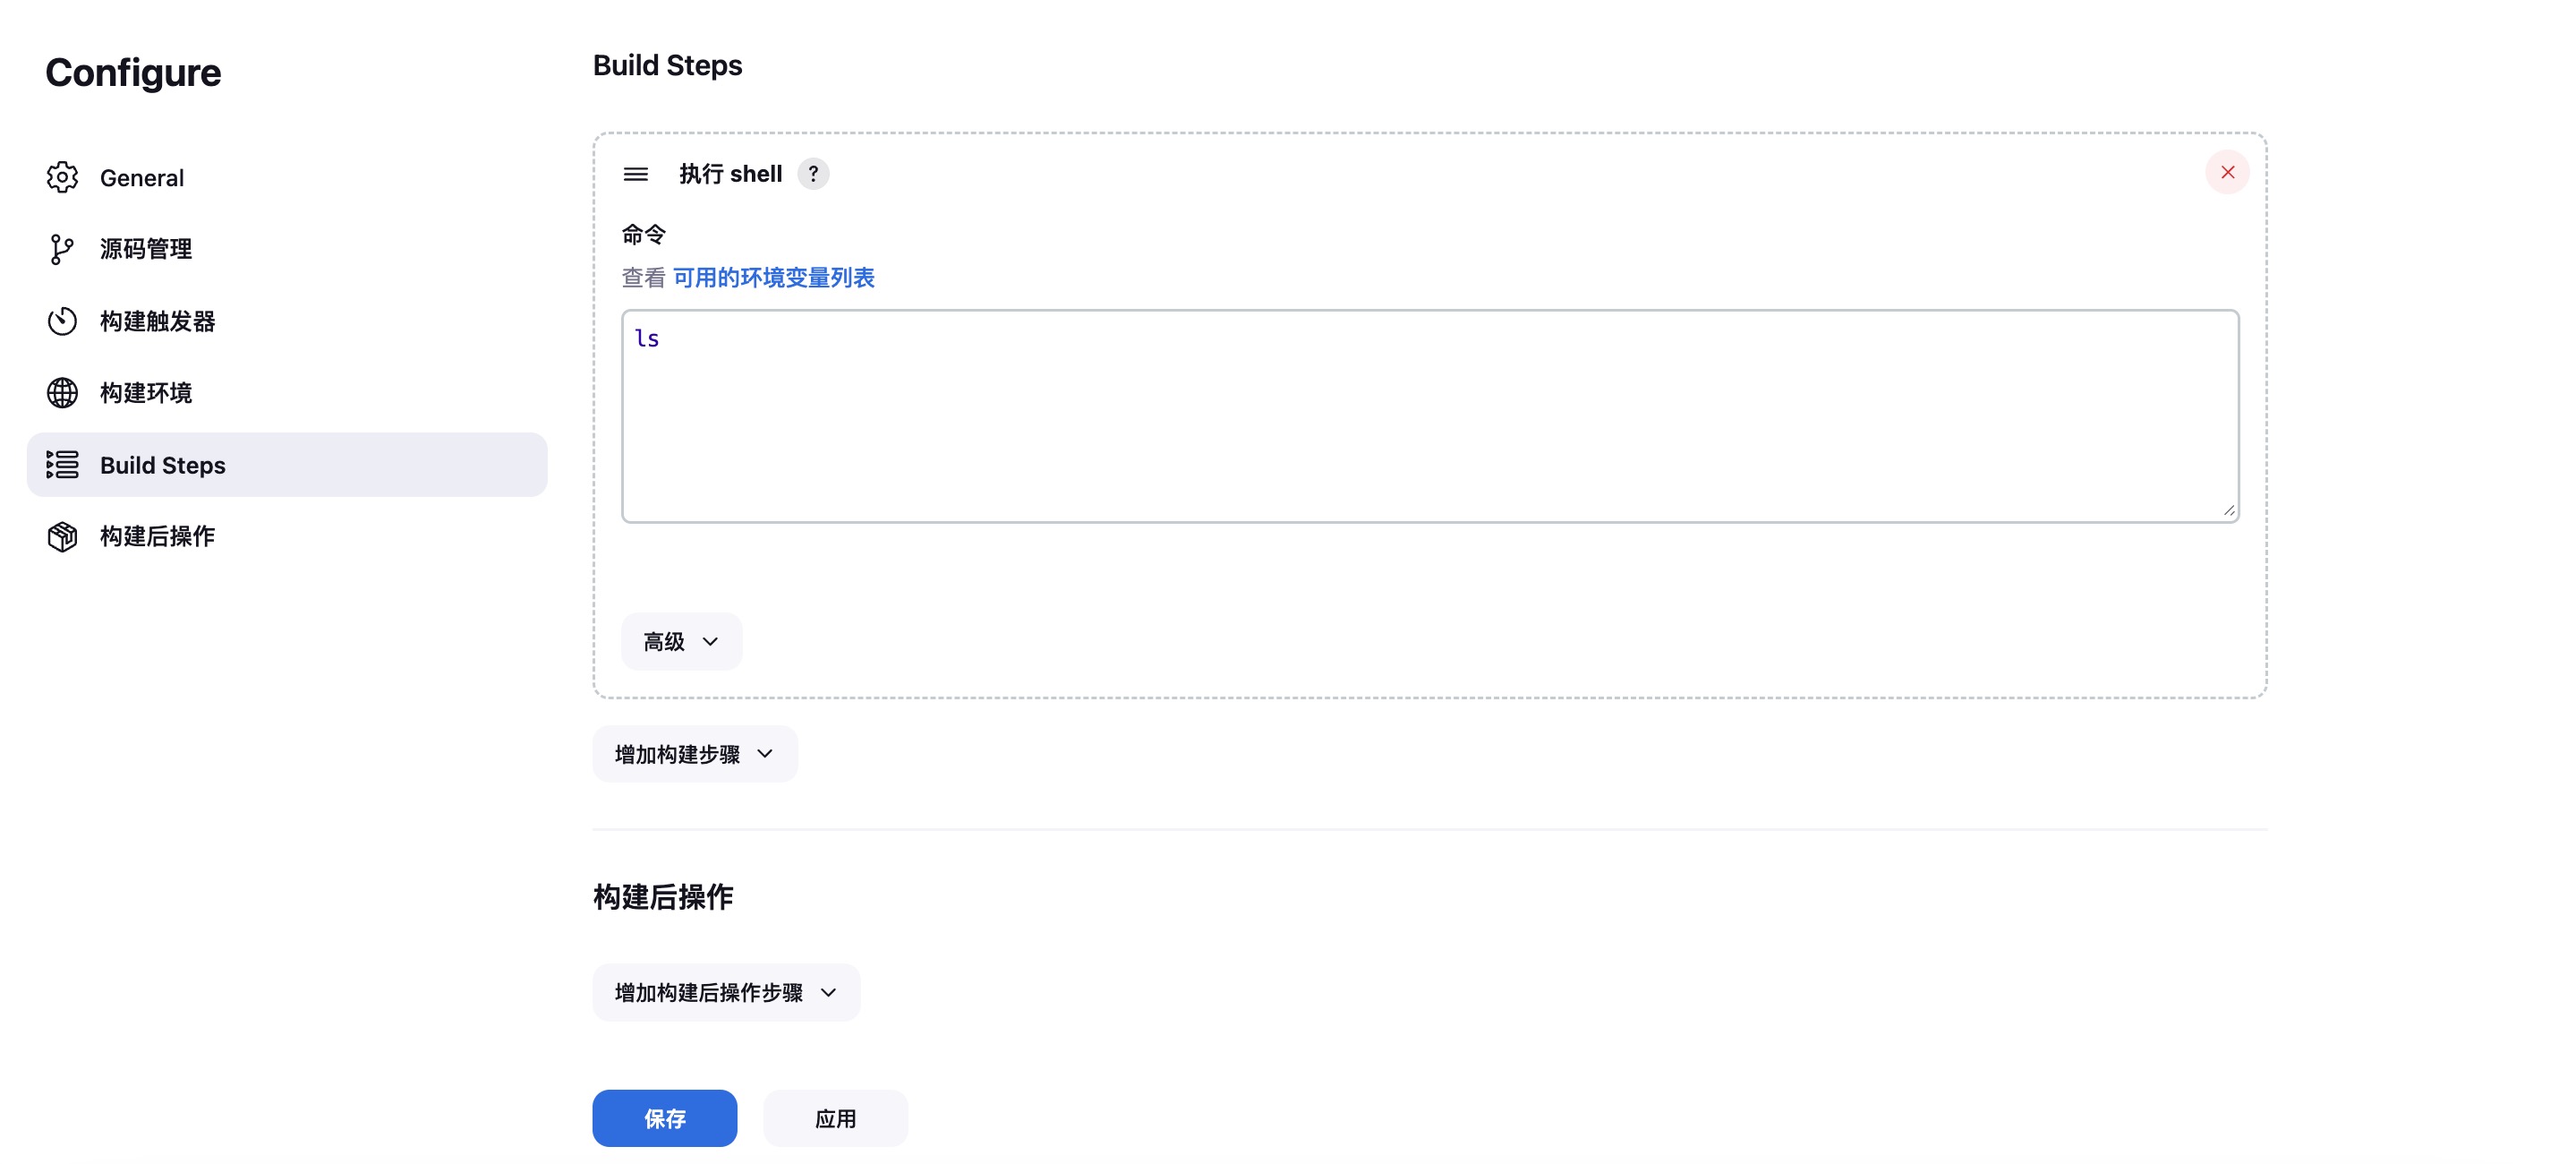 Configure
General
源码管理
构建触发器
构建环境
Build Steps
构建后操作
Build Steps
执行 shell ?
命令
查看 可用的环境变量列表
ls
高级
增加构建步骤
构建后操作
增加构建后操作步骤
保存 应用